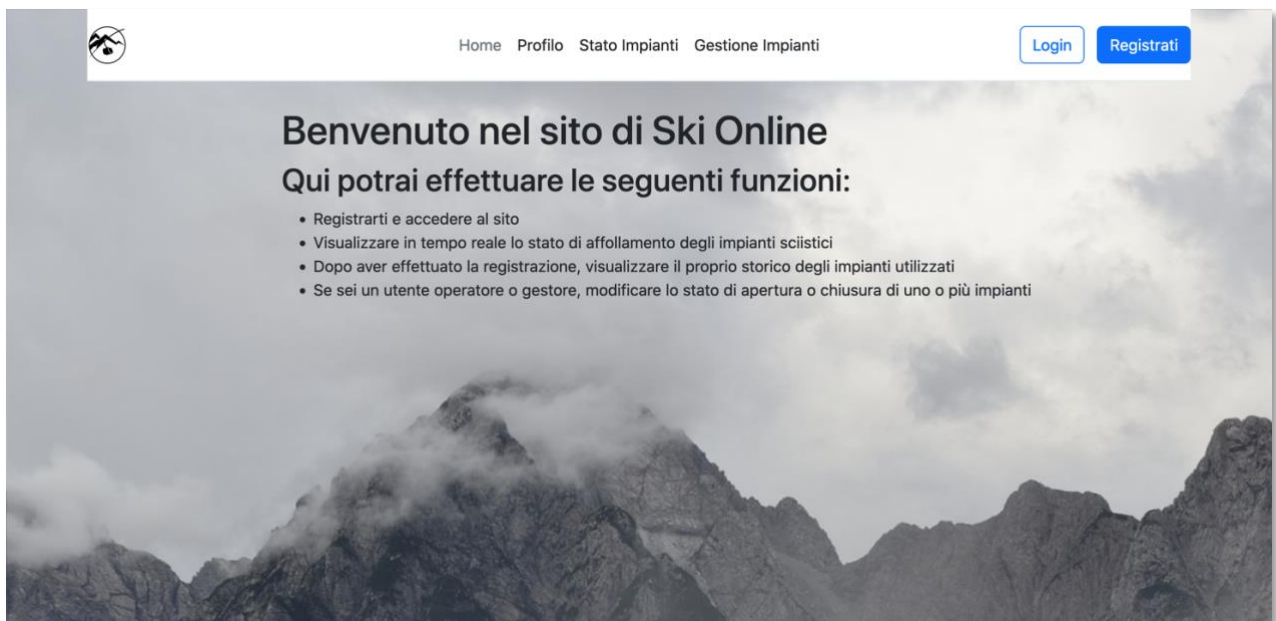 Home Profilo Stato Impianti Gestione Impianti Login Registrati
Benvenuto nel sito di Ski Online
Qui potrai effettuare le seguenti funzioni:
• Registrarti e accedere al sito
• Visualizzare in tempo reale lo stato di affollamento degli impianti sciistici
• Dopo aver effettuato la registrazione, visualizzare il proprio storico degli impianti utilizzati
• Se sei un utente operatore o gestore, modificare lo stato di apertura o chiusura di uno o più impianti